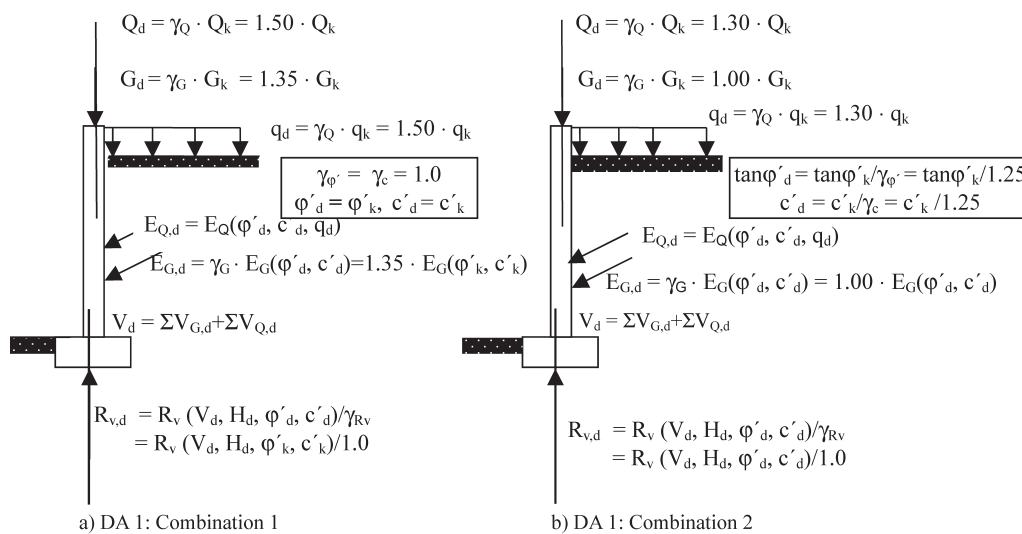 Q_d = γ_Q · Q_k = 1.50 · Q_k
G_d = γ_G · G_k = 1.35 · G_k
q_d = γ_Q · q_k = 1.50 · q_k
γ_φ´ = γ_c = 1.0
φ´_d = φ´_k, c´_d = c´_k
E_Q,d = E_Q(φ´_d, c´_d, q_d)
E_G,d = γ_G · E_G(φ´_d, c´_d)=1.35 · E_G(φ´_k, c´_k)
V_d = ΣV_G,d+ΣV_Q,d
R_v,d = R_v (V_d, H_d, φ´_d, c´_d)/γ_Rv
= R_v (V_d, H_d, φ´_k, c´_k)/1.0
a) DA 1: Combination 1
Q_d = γ_Q · Q_k = 1.30 · Q_k
G_d = γ_G · G_k = 1.00 · G_k
q_d = γ_Q · q_k = 1.30 · q_k
tanφ´_d = tanφ´_k/γ_φ´ = tanφ´_k/1.25
c´_d = c´_k/γ_c = c´_k /1.25
E_Q,d = E_Q(φ´_d, c´_d, q_d)
E_G,d = γ_G · E_G(φ´_d, c´_d) = 1.00 · E_G(φ´_d, c´_d)
V_d = ΣV_G,d+ΣV_Q,d
R_v,d = R_v (V_d, H_d, φ´_d, c´_d)/γ_Rv
= R_v (V_d, H_d, φ´_d, c´_d)/1.0
b) DA 1: Combination 2